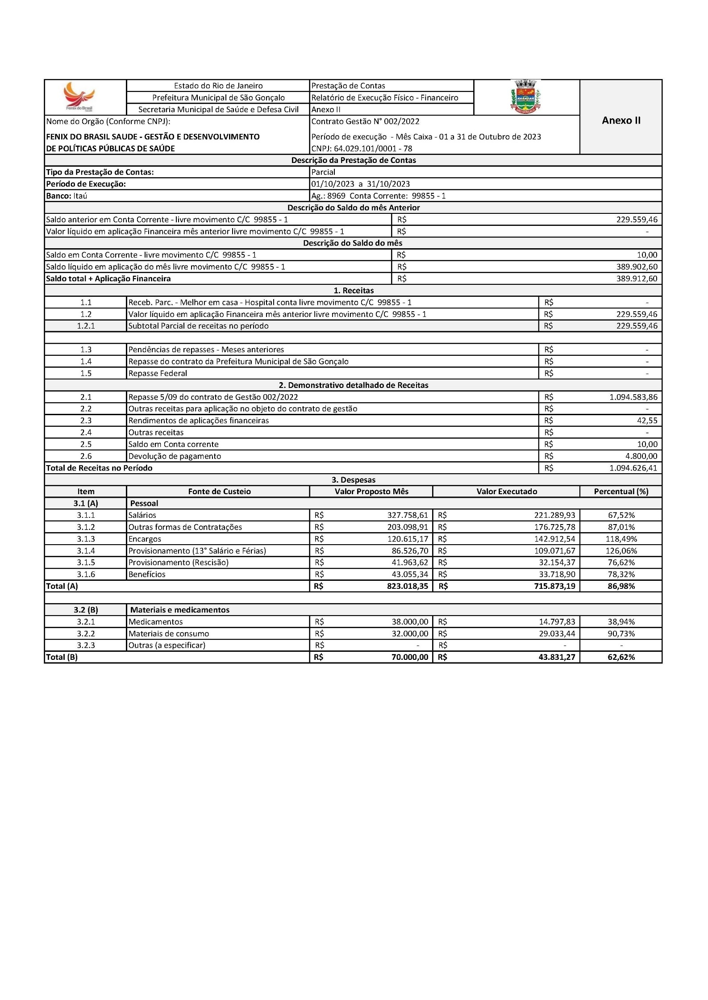 Fenix do Brasil
Saúde
Estado do Rio de Janeiro
Prefeitura Municipal de São Gonçalo
Secretaria Municipal de Saúde e Defesa Civil
Prestação de Contas
Relatório de Execução Físico - Financeiro
Anexo II
SÃO GONÇALO
Anexo II
Nome do Orgão (Conforme CNPJ):
FENIX DO BRASIL SAUDE - GESTÃO E DESENVOLVIMENTO
DE POLÍTICAS PÚBLICAS DE SAÚDE
Contrato Gestão N° 002/2022
Período de execução - Mês Caixa - 01 a 31 de Outubro de 2023
CNPJ: 64.029.101/0001 - 78
Descrição da Prestação de Contas
Tipo da Prestação de Contas: Parcial
Período de Execução: 01/10/2023 a 31/10/2023
Banco: Itaú Ag.: 8969 Conta Corrente: 99855 - 1
Descrição do Saldo do mês Anterior
Saldo anterior em Conta Corrente - livre movimento C/C 99855 - 1 R$ 229.559,46
Valor líquido em aplicação Financeira mês anterior livre movimento C/C 99855 - 1 R$ -
Descrição do Saldo do mês
Saldo em Conta Corrente - livre movimento C/C 99855 - 1 R$ 10,00
Saldo líquido em aplicação do mês livre movimento C/C 99855 - 1 R$ 389.902,60
Saldo total + Aplicação Financeira R$ 389.912,60
1. Receitas
1.1 Receb. Parc. - Melhor em casa - Hospital conta livre movimento C/C 99855 - 1 R$ -
1.2 Valor líquido em aplicação Financeira mês anterior livre movimento C/C 99855 - 1 R$ 229.559,46
1.2.1 Subtotal Parcial de receitas no período R$ 229.559,46
1.3 Pendências de repasses - Meses anteriores R$ -
1.4 Repasse do contrato da Prefeitura Municipal de São Gonçalo R$ -
1.5 Repasse Federal R$ -
2. Demonstrativo detalhado de Receitas
2.1 Repasse 5/09 do contrato de Gestão 002/2022 R$ 1.094.583,86
2.2 Outras receitas para aplicação no objeto do contrato de gestão R$ -
2.3 Rendimentos de aplicações financeiras R$ 42,55
2.4 Outras receitas R$ -
2.5 Saldo em Conta corrente R$ 10,00
2.6 Devolução de pagamento R$ 4.800,00
Total de Receitas no Período R$ 1.094.626,41
3. Despesas
Item Fonte de Custeio Valor Proposto Mês Valor Executado Percentual (%)
3.1 (A) Pessoal
3.1.1 Salários R$ 327.758,61 R$ 221.289,93 67,52%
3.1.2 Outras formas de Contratações R$ 203.098,91 R$ 176.725,78 87,01%
3.1.3 Encargos R$ 120.615,17 R$ 142.912,54 118,49%
3.1.4 Provisionamento (13° Salário e Férias) R$ 86.526,70 R$ 109.071,67 126,06%
3.1.5 Provisionamento (Rescisão) R$ 41.963,62 R$ 32.154,37 76,62%
3.1.6 Benefícios R$ 43.055,34 R$ 33.718,90 78,32%
Total (A) R$ 823.018,35 R$ 715.873,19 86,98%
3.2 (B) Materiais e medicamentos
3.2.1 Medicamentos R$ 38.000,00 R$ 14.797,83 38,94%
3.2.2 Materiais de consumo R$ 32.000,00 R$ 29.033,44 90,73%
3.2.3 Outras (a especificar) R$ - R$ - -
Total (B) R$ 70.000,00 R$ 43.831,27 62,62%